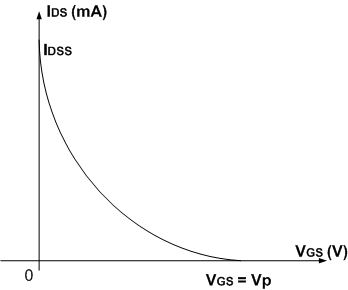 IDS (mA)
IDSS
VGS (V)
0
VGS = Vp